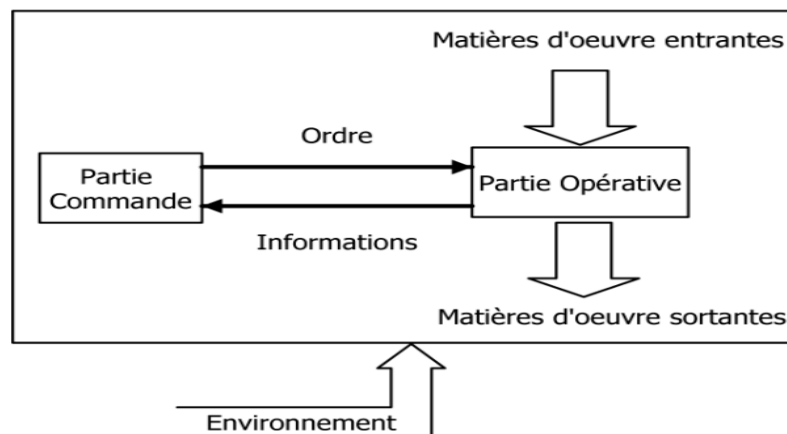 Matières d'oeuvre entrantes
Ordre
Partie
Commande
Partie Opérative
Informations
Matières d'oeuvre sortantes
Environnement